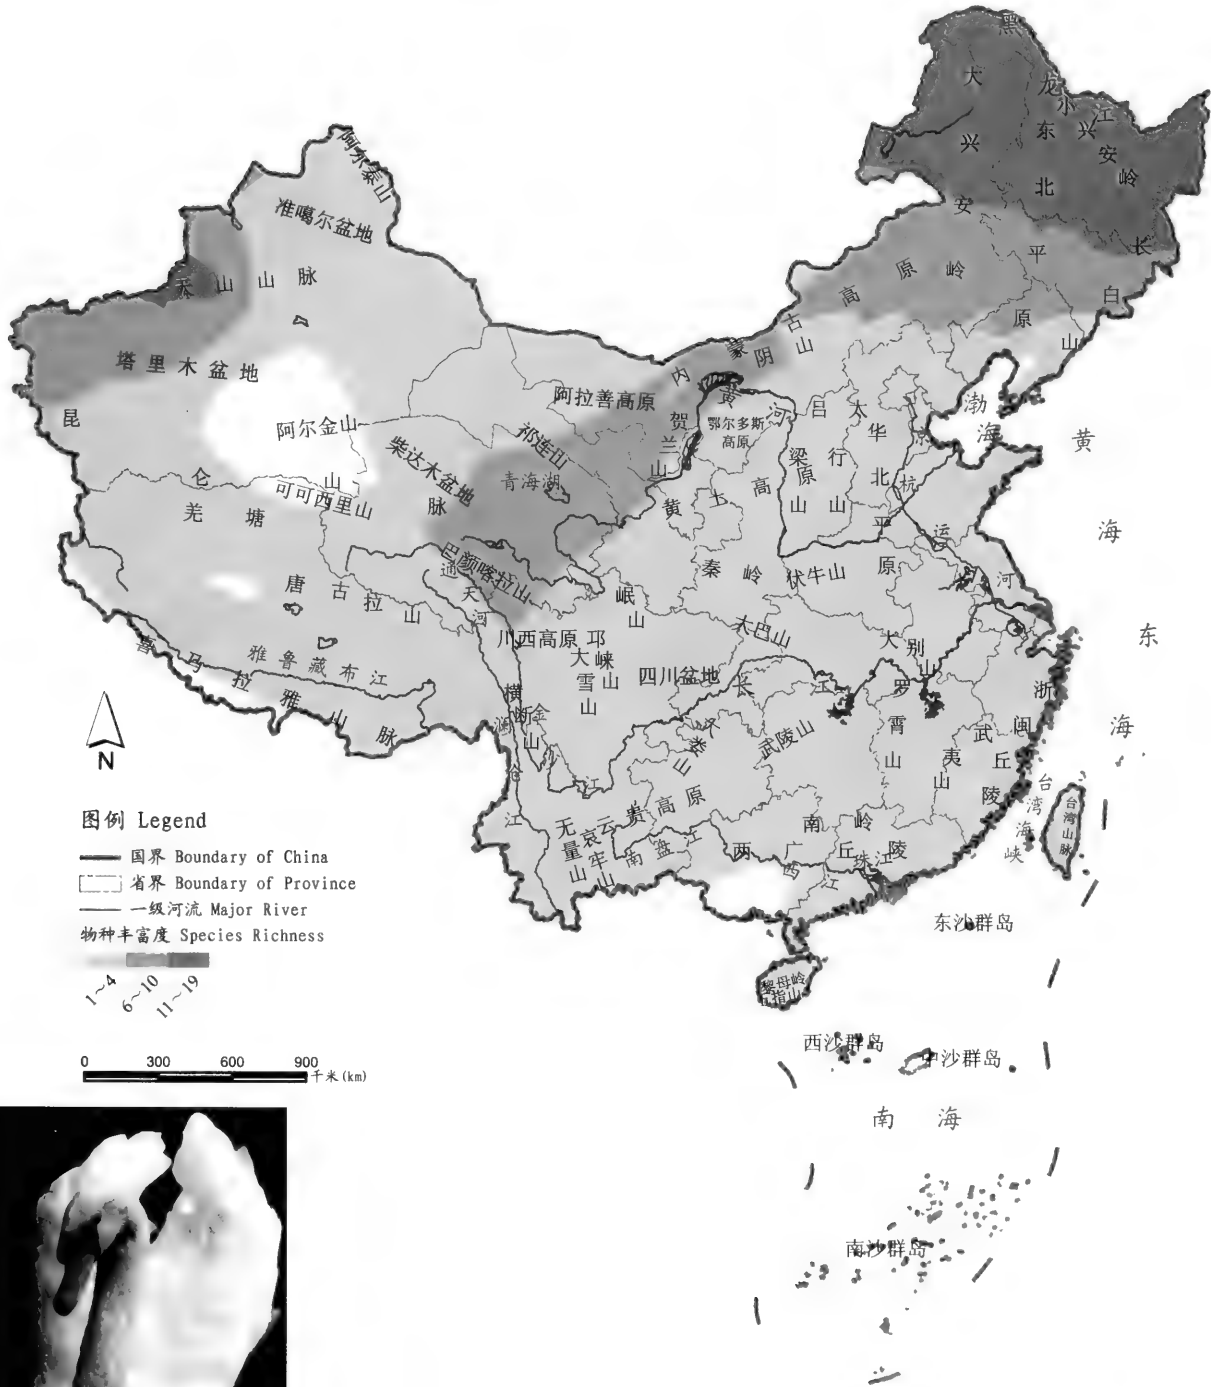 黑龙江
大兴安岭
小兴安岭
东北平原
长白山
阿尔泰山
准噶尔盆地
天山山脉
内蒙古高原
塔里木盆地
阴山
阿拉善高原
贺兰山
黄河
鄂尔多斯
高原
吕梁山
太行山
华北平原
渤海
黄海
昆仑山脉
阿尔金山
祁连山
柴达木盆地
青海湖
京杭运河
可可西里山
羌塘
黄土高原
巴颜喀拉山
通天河
秦岭
伏牛山
唐古拉山
岷山
川西高原
邛崃山
大雪山
大巴山
大别山
四川盆地
长江
东海
喜马拉雅山脉
雅鲁藏布江
横断山
金
江
澜沧江
武陵山
大娄山
罗霄山
武夷山
浙闽丘陵
台湾海峡
台湾山脉
无量山
哀牢山
云贵高原
南盘江
南岭
两广丘陵
西江
珠江
N
图例 Legend
国界 Boundary of China
省界 Boundary of Province
一级河流 Major River
物种丰富度 Species Richness
1~4
6~10
11~19
0 300 600 900
千米(km)
东沙群岛
黎母岭
五指山
西沙群岛
中沙群岛
南海
南沙群岛